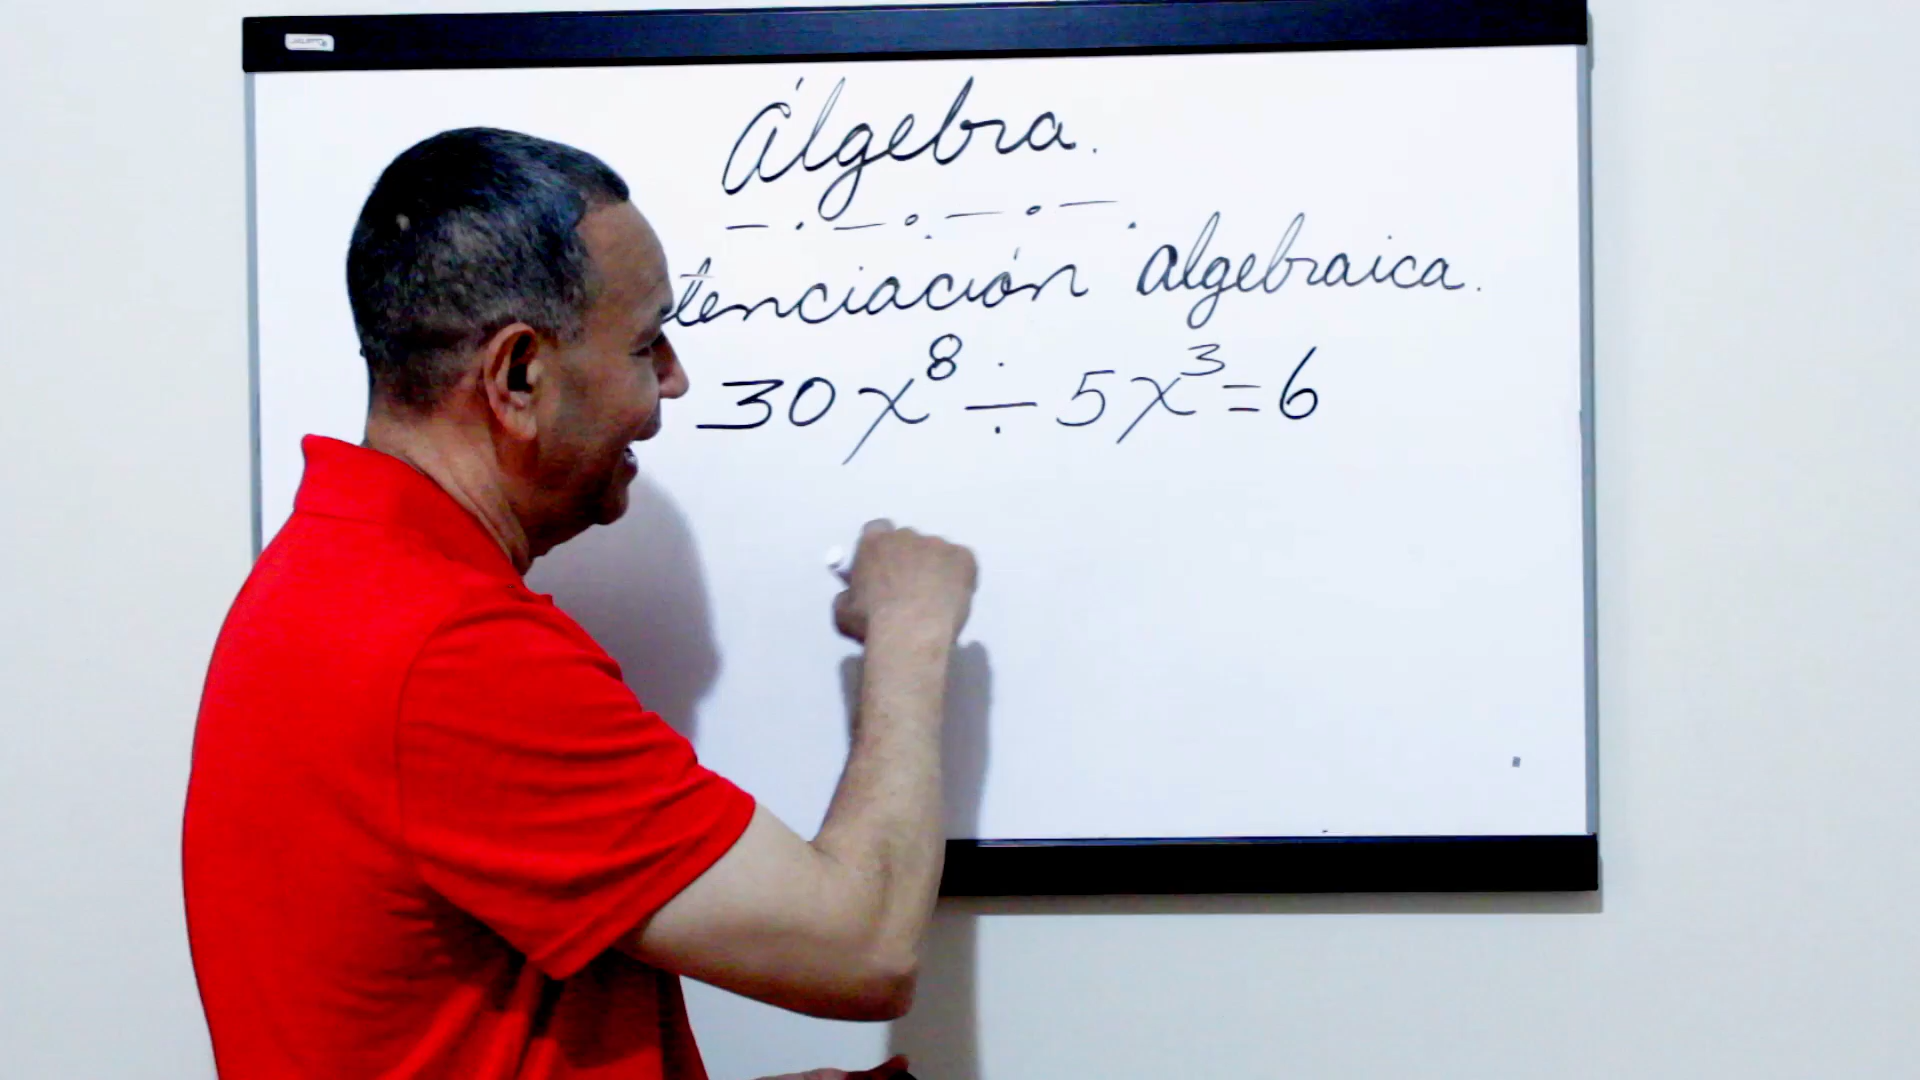 Álgebra.
tenciación algebraica.
30x⁸ ÷ 5x³ = 6